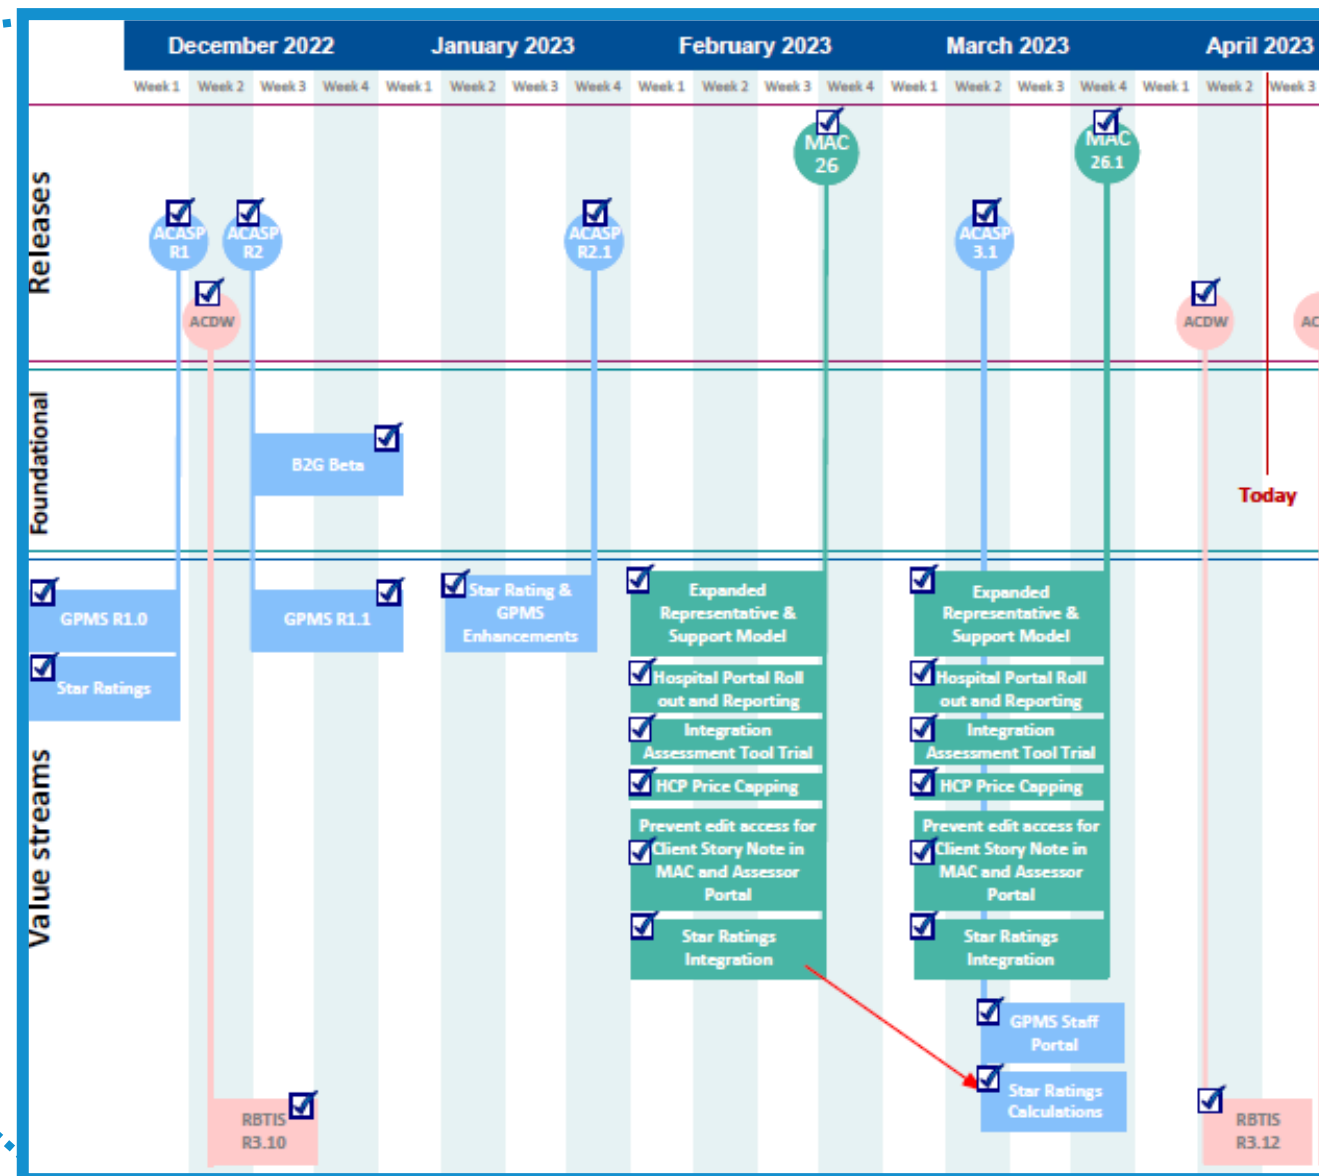 December 2022 January 2023 February 2023 March 2023 April 2023
Week 1 Week 2 Week 3 Week 4 Week 1 Week 2 Week 3 Week 4 Week 1 Week 2 Week 3 Week 4 Week 1 Week 2 Week 3 Week 4 Week 1 Week 2 Week 3
Releases
MAC
26
MAC
26.1
ACASP
R1
ACASP
R2
ACASP
R2.1
ACASP
3.1
ACDW
ACDW
AC
Foundational
B2G Beta
Today
Value streams
GPMS R1.0
Star Ratings
GPMS R1.1
Star Rating &
GPMS
Enhancements
Expanded
Representative &
Support Model
Hospital Portal Roll
out and Reporting
Integration
Assessment Tool Trial
HCP Price Capping
Prevent edit access for
Client Story Note in
MAC and Assessor
Portal
Star Ratings
Integration
Expanded
Representative &
Support Model
Hospital Portal Roll
out and Reporting
Integration
Assessment Tool Trial
HCP Price Capping
Prevent edit access for
Client Story Note in
MAC and Assessor
Portal
Star Ratings
Integration
GPMS Staff
Portal
Star Ratings
Calculations
RBTIS
R3.10
RBTIS
R3.12